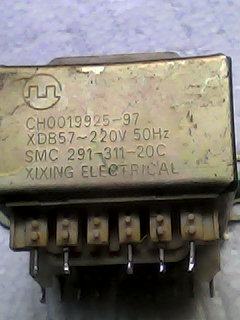 CH0019925-97
XDB57~220V 50Hz
SMC 291-311-20C
XIXING ELECTRICAL